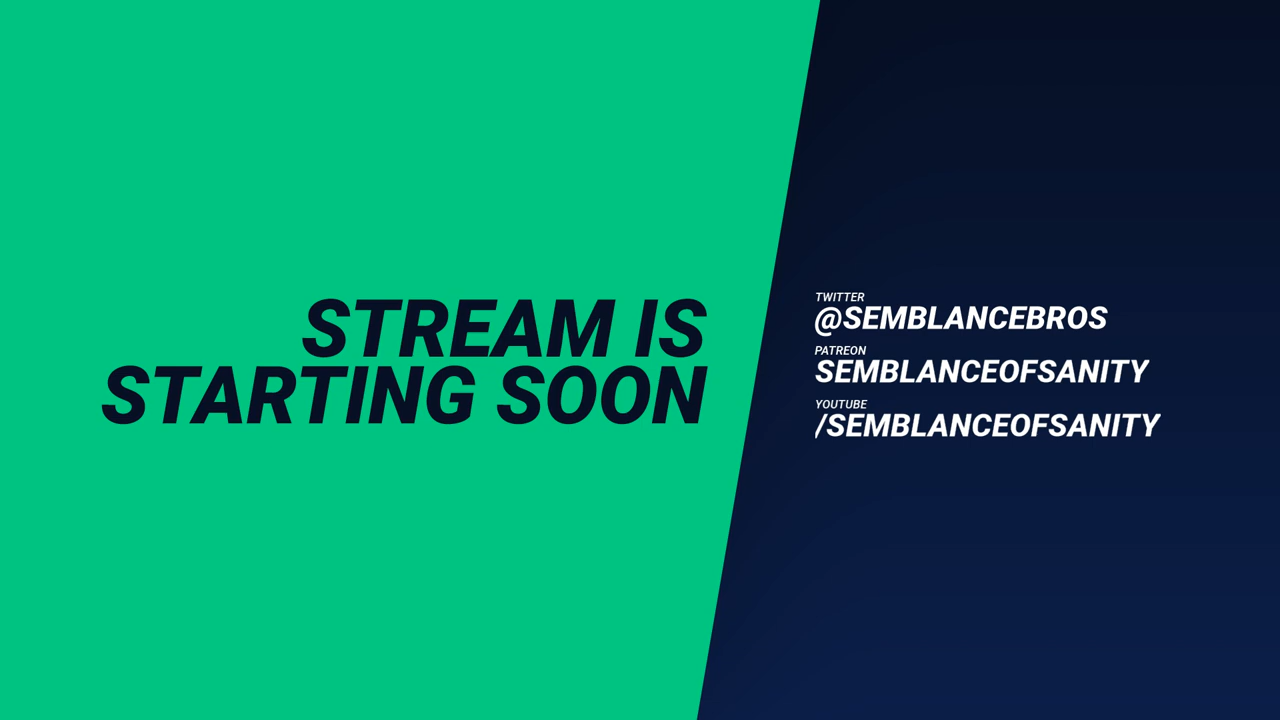 STREAM IS
STARTING SOON
TWITTER
@SEMBLANCEBROS
PATREON
SEMBLANCEOFSANITY
YOUTUBE
/SEMBLANCEOFSANITY